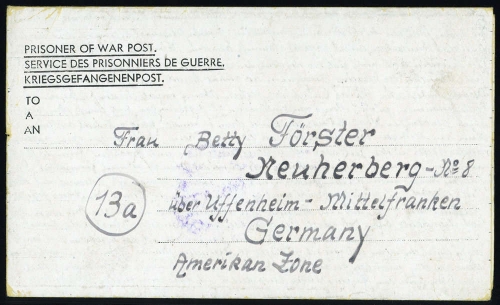 PRISONER OF WAR POST.
SERVICE DES PRISONNIERS DE GUERRE.
KRIEGSGEFANGENENPOST.
TO
A
AN
Frau Betty Förster
Neuherberg - No 8
13a
über Uffenheim - Mittelfranken
Germany
Amerikan Zone